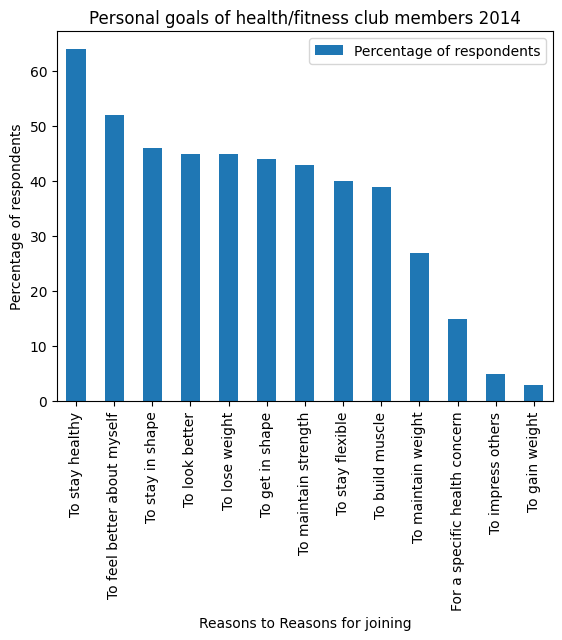 Personal goals of health/fitness club members 2014
Percentage of respondents
Percentage of respondents
60
50
40
30
20
10
0
To stay healthy
To feel better about myself
To stay in shape
To look better
To lose weight
To get in shape
To maintain strength
To stay flexible
To build muscle
To maintain weight
For a specific health concern
To impress others
To gain weight
Reasons to Reasons for joining